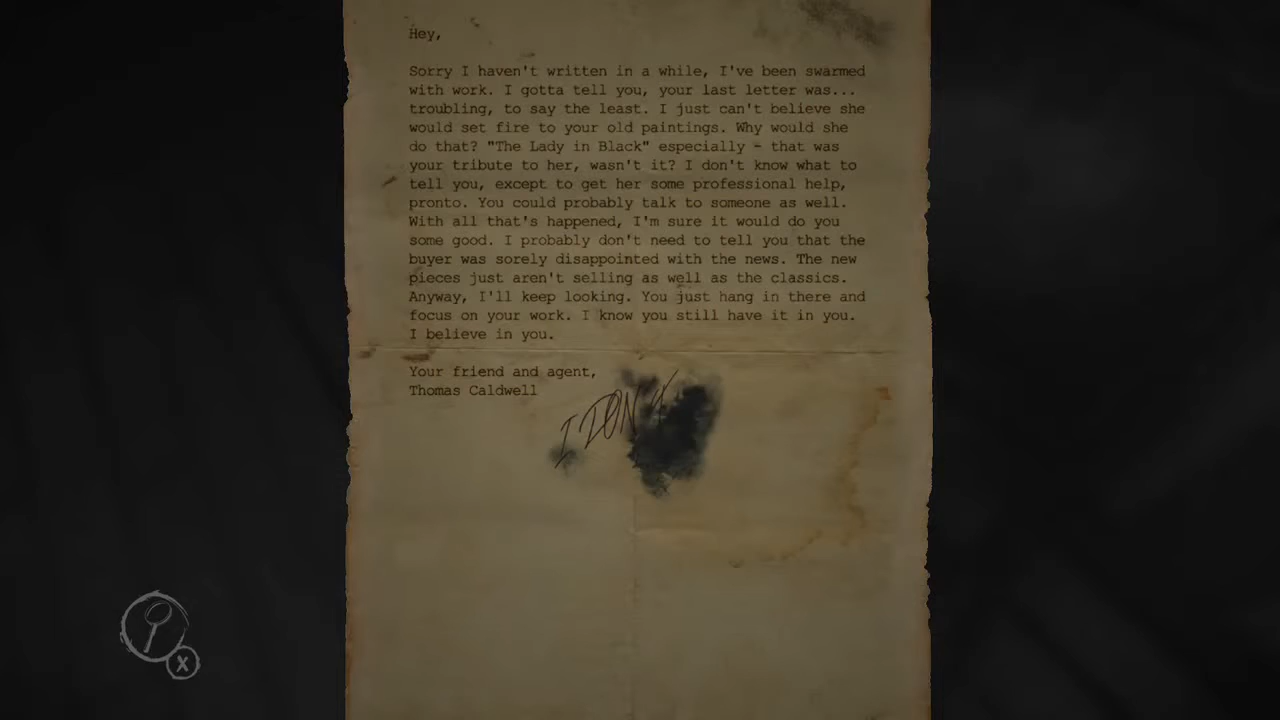 Hey,
Sorry I haven't written in a while, I've been swarmed
with work. I gotta tell you, your last letter was...
troubling, to say the least. I just can't believe she
would set fire to your old paintings. Why would she
do that? "The Lady in Black" especially - that was
your tribute to her, wasn't it? I don't know what to
tell you, except to get her some professional help,
pronto. You could probably talk to someone as well.
With all that's happened, I'm sure it would do you
some good. I probably don't need to tell you that the
buyer was sorely disappointed with the news. The new
pieces just aren't selling as well as the classics.
Anyway, I'll keep looking. You just hang in there and
focus on your work. I know you still have it in you.
I believe in you.
Your friend and agent,
Thomas Caldwell
I DON'T
X